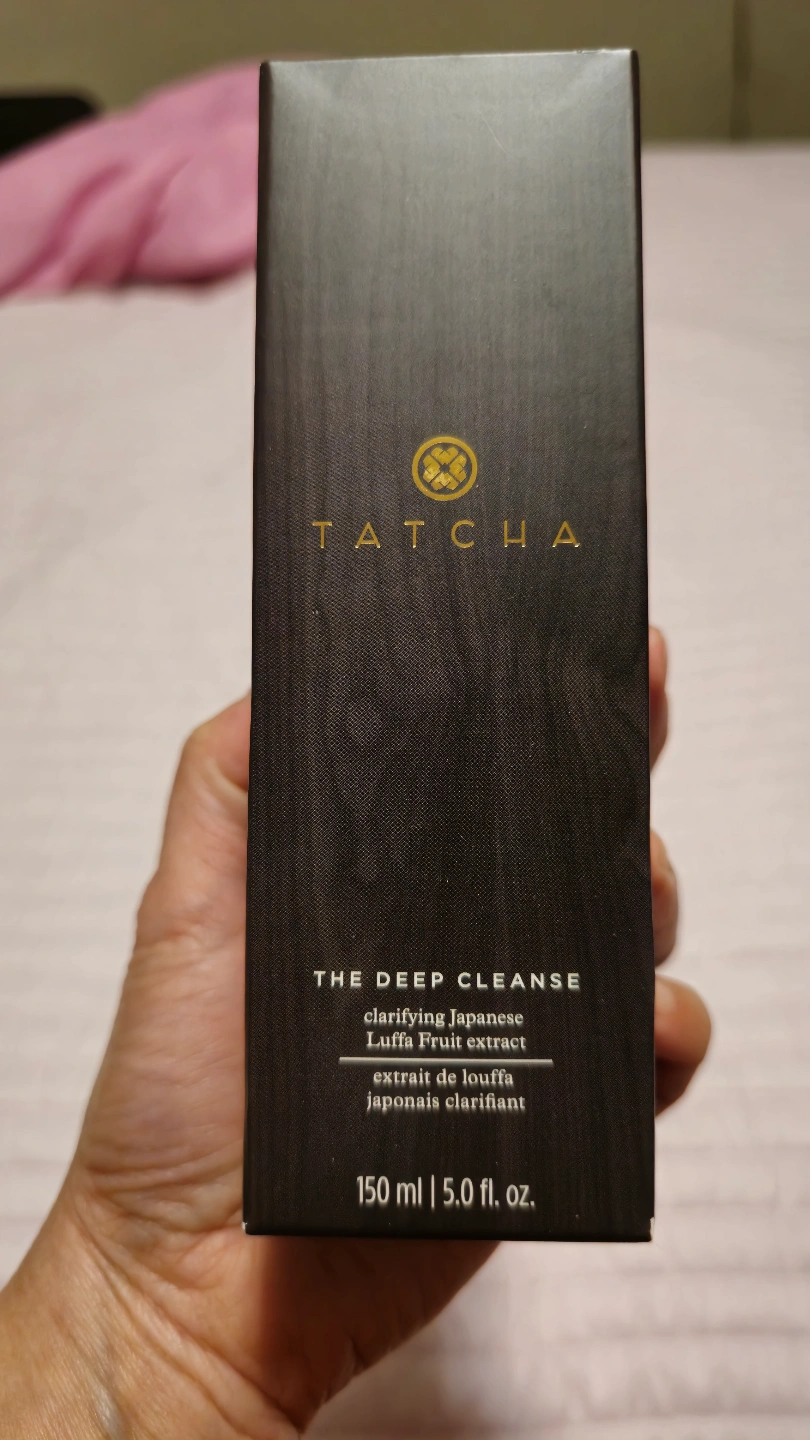 TATCHA
THE DEEP CLEANSE
clarifying Japanese
Luffa Fruit extract
extrait de louffa
japonais clarifiant
150 ml | 5.0 fl. oz.